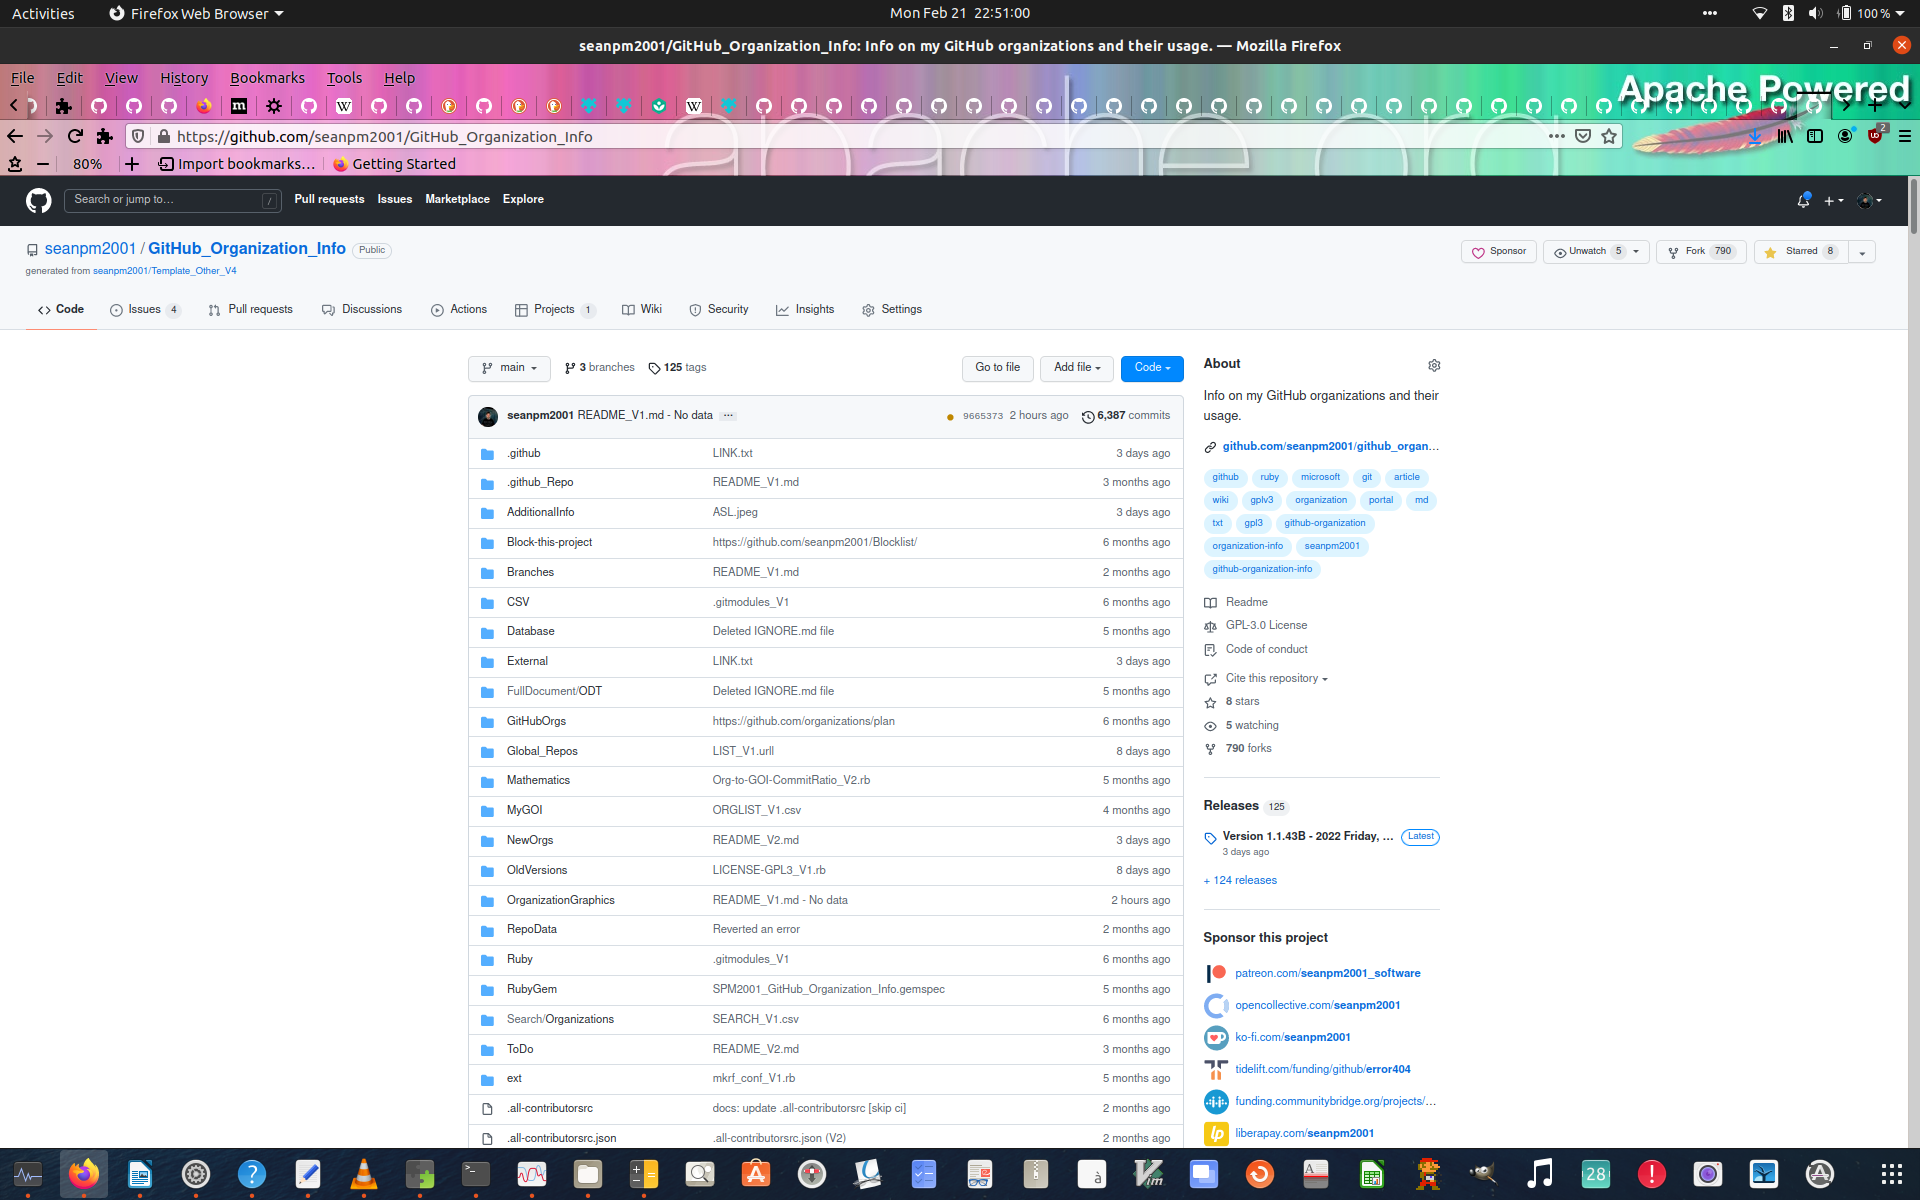 Activities
Firefox Web Browser
Mon Feb 21 22:51:00
100 %
seanpm2001/GitHub_Organization_Info: Info on my GitHub organizations and their usage. — Mozilla Firefox
File Edit View History Bookmarks Tools Help
Apache Powered
https://github.com/seanpm2001/GitHub_Organization_Info
2
80%
Import bookmarks...
Getting Started
Search or jump to...
/
Pull requests Issues Marketplace Explore
seanpm2001 / GitHub_Organization_Info Public
Sponsor
Unwatch 5
Fork 790
Starred 8
generated from seanpm2001/Template_Other_V4
Code
Issues 4
Pull requests
Discussions
Actions
Projects 1
Wiki
Security
Insights
Settings
main
3 branches
125 tags
Go to file
Add file
Code
seanpm2001 README_V1.md - No data ...
9665373 2 hours ago
6,387 commits
.github LINK.txt 3 days ago
.github_Repo README_V1.md 3 months ago
AdditionalInfo ASL.jpeg 3 days ago
Block-this-project https://github.com/seanpm2001/Blocklist/ 6 months ago
Branches README_V1.md 2 months ago
CSV .gitmodules_V1 6 months ago
Database Deleted IGNORE.md file 5 months ago
External LINK.txt 3 days ago
FullDocument/ODT Deleted IGNORE.md file 5 months ago
GitHubOrgs https://github.com/organizations/plan 6 months ago
Global_Repos LIST_V1.urll 8 days ago
Mathematics Org-to-GOI-CommitRatio_V2.rb 5 months ago
MyGOI ORGLIST_V1.csv 4 months ago
NewOrgs README_V2.md 3 days ago
OldVersions LICENSE-GPL3_V1.rb 8 days ago
OrganizationGraphics README_V1.md - No data 2 hours ago
RepoData Reverted an error 2 months ago
Ruby .gitmodules_V1 6 months ago
RubyGem SPM2001_GitHub_Organization_Info.gemspec 5 months ago
Search/Organizations SEARCH_V1.csv 6 months ago
ToDo README_V2.md 3 months ago
ext mkrf_conf_V1.rb 5 months ago
.all-contributorsrc docs: update .all-contributorsrc [skip ci] 2 months ago
.all-contributorsrc.json .all-contributorsrc.json (V2) 2 months ago
About
Info on my GitHub organizations and their
usage.
github.com/seanpm2001/github_organ...
github ruby microsoft git article
wiki gplv3 organization portal md
txt gpl3 github-organization
organization-info seanpm2001
github-organization-info
Readme
GPL-3.0 License
Code of conduct
Cite this repository
8 stars
5 watching
790 forks
Releases 125
Version 1.1.43B - 2022 Friday, ... Latest
3 days ago
+ 124 releases
Sponsor this project
patreon.com/seanpm2001_software
opencollective.com/seanpm2001
ko-fi.com/seanpm2001
tidelift.com/funding/github/error404
funding.communitybridge.org/projects/...
liberapay.com/seanpm2001
28